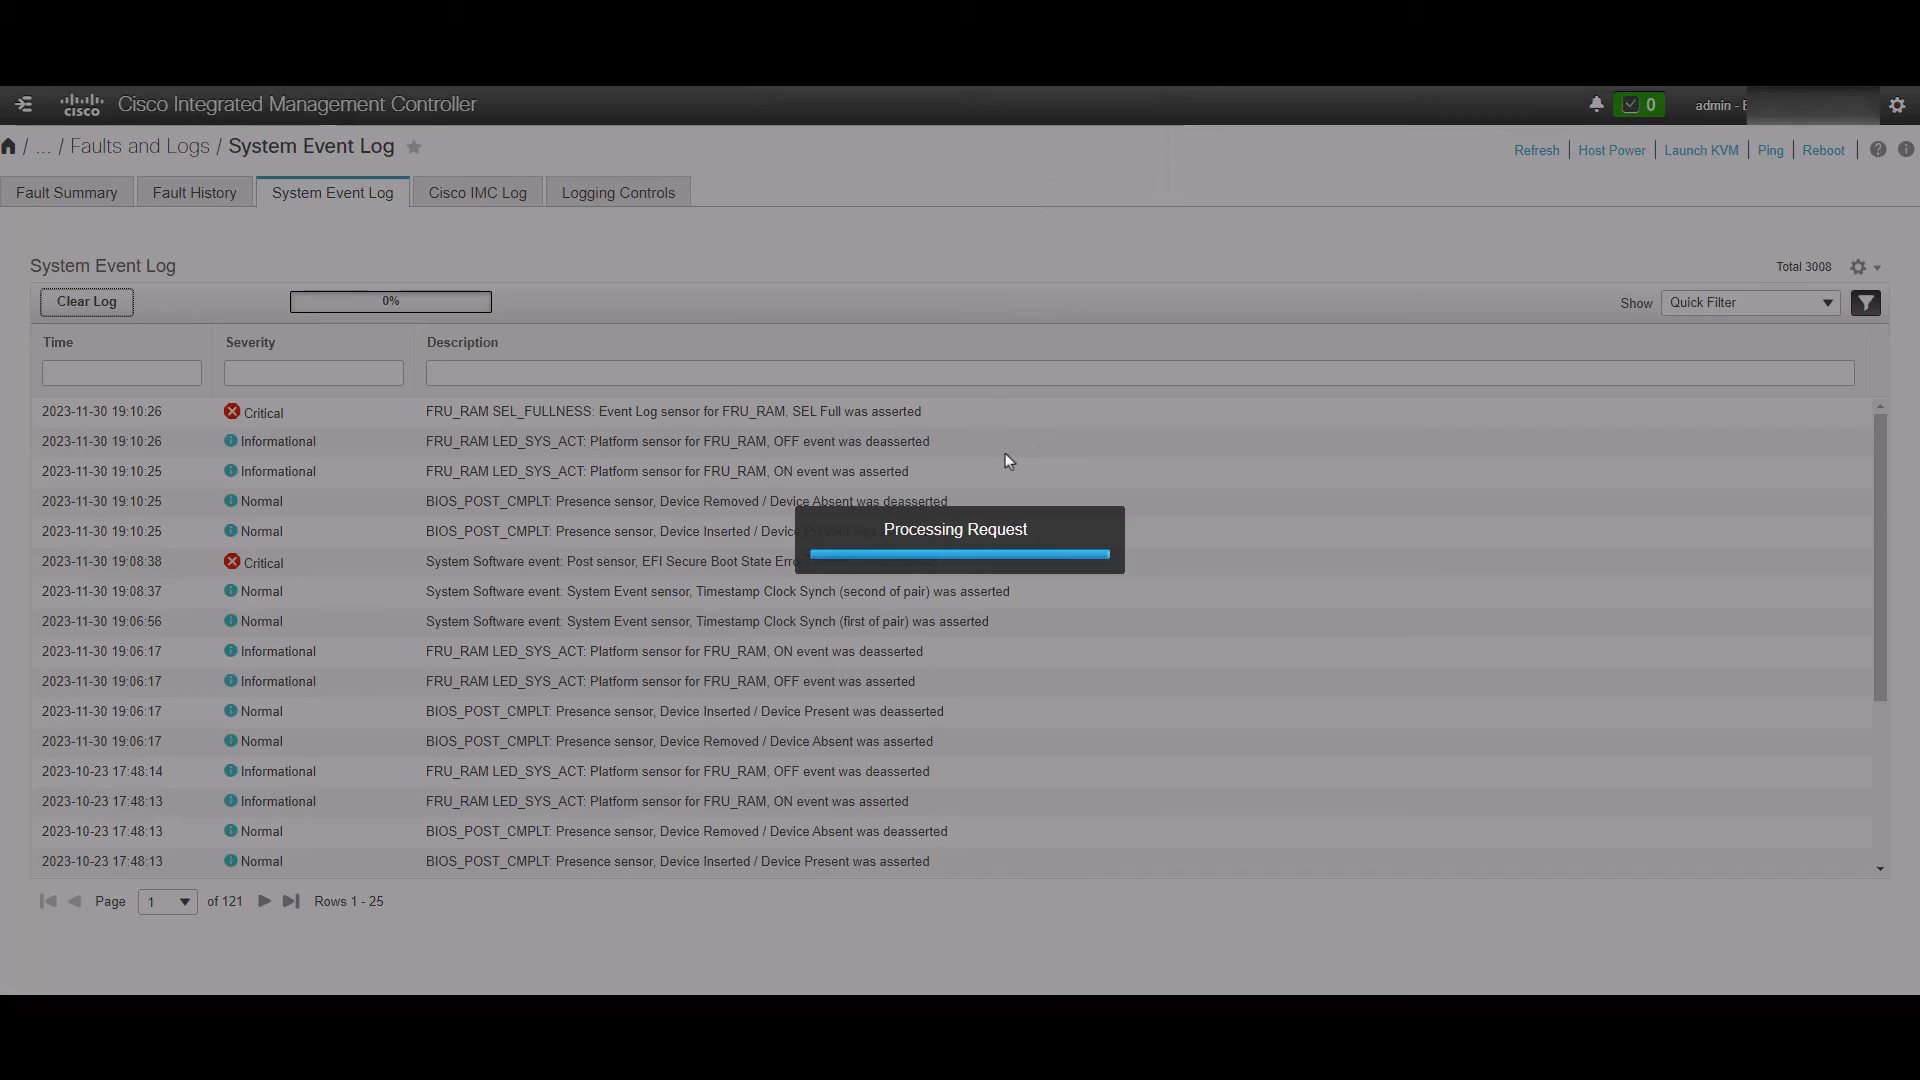 CISCO Cisco Integrated Management Controller 0 admin -
/ ... / Faults and Logs / System Event Log Refresh Host Power Launch KVM Ping Reboot
Fault Summary Fault History System Event Log Cisco IMC Log Logging Controls
System Event Log Total 3008
Clear Log 0% Show Quick Filter
Time Severity Description
2023-11-30 19:10:26 Critical FRU_RAM SEL_FULLNESS: Event Log sensor for FRU_RAM, SEL Full was asserted
2023-11-30 19:10:26 Informational FRU_RAM LED_SYS_ACT: Platform sensor for FRU_RAM, OFF event was deasserted
2023-11-30 19:10:25 Informational FRU_RAM LED_SYS_ACT: Platform sensor for FRU_RAM, ON event was asserted
2023-11-30 19:10:25 Normal BIOS_POST_CMPLT: Presence sensor, Device Removed / Device Absent was deasserted
2023-11-30 19:10:25 Normal BIOS_POST_CMPLT: Presence sensor, Device Inserted / Device
Processing Request
2023-11-30 19:08:38 Critical System Software event: Post sensor, EFI Secure Boot State
2023-11-30 19:08:37 Normal System Software event: System Event sensor, Timestamp Clock Synch (second of pair) was asserted
2023-11-30 19:06:56 Normal System Software event: System Event sensor, Timestamp Clock Synch (first of pair) was asserted
2023-11-30 19:06:17 Informational FRU_RAM LED_SYS_ACT: Platform sensor for FRU_RAM, ON event was deasserted
2023-11-30 19:06:17 Informational FRU_RAM LED_SYS_ACT: Platform sensor for FRU_RAM, OFF event was asserted
2023-11-30 19:06:17 Normal BIOS_POST_CMPLT: Presence sensor, Device Inserted / Device Present was deasserted
2023-11-30 19:06:17 Normal BIOS_POST_CMPLT: Presence sensor, Device Removed / Device Absent was asserted
2023-10-23 17:48:14 Informational FRU_RAM LED_SYS_ACT: Platform sensor for FRU_RAM, OFF event was deasserted
2023-10-23 17:48:13 Informational FRU_RAM LED_SYS_ACT: Platform sensor for FRU_RAM, ON event was asserted
2023-10-23 17:48:13 Normal BIOS_POST_CMPLT: Presence sensor, Device Removed / Device Absent was deasserted
2023-10-23 17:48:13 Normal BIOS_POST_CMPLT: Presence sensor, Device Inserted / Device Present was asserted
Page 1 of 121 Rows 1 - 25